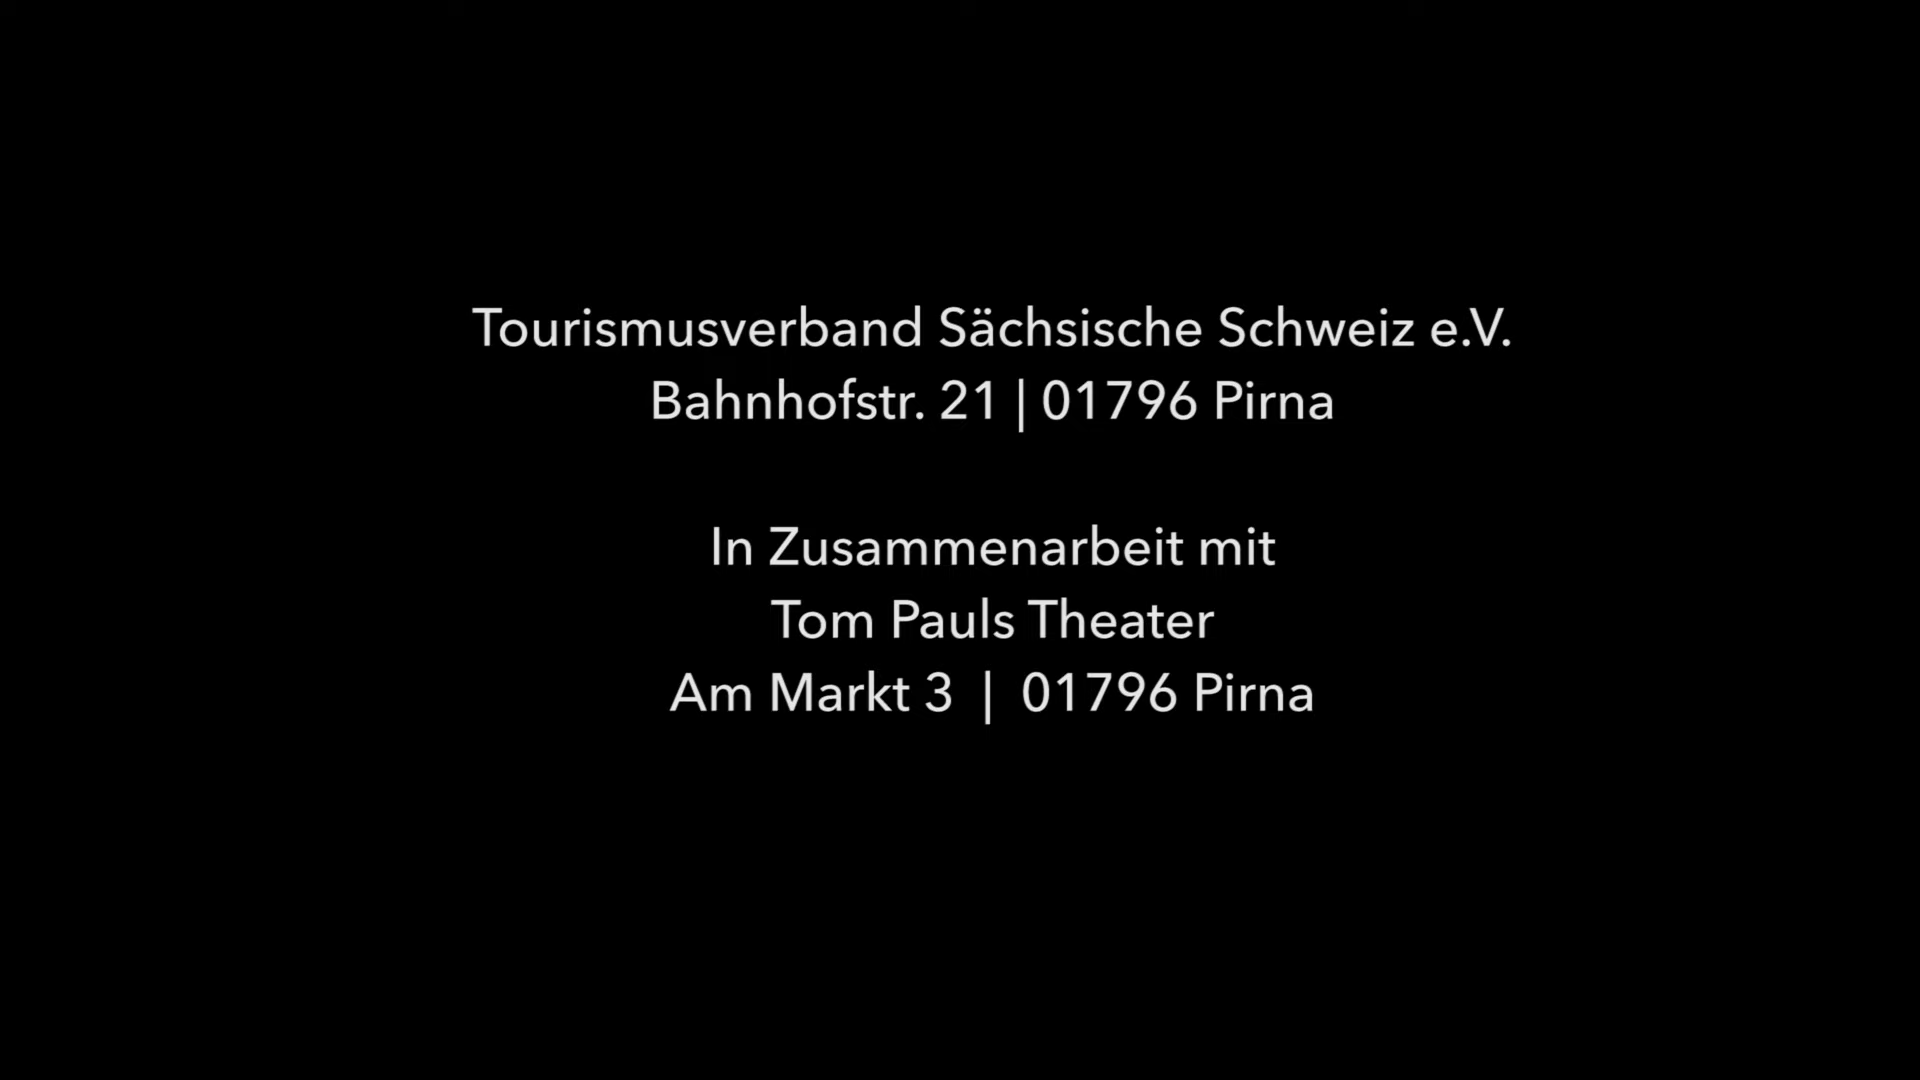 Tourismusverband Sächsische Schweiz e.V.
Bahnhofstr. 21 | 01796 Pirna
In Zusammenarbeit mit
Tom Pauls Theater
Am Markt 3 | 01796 Pirna